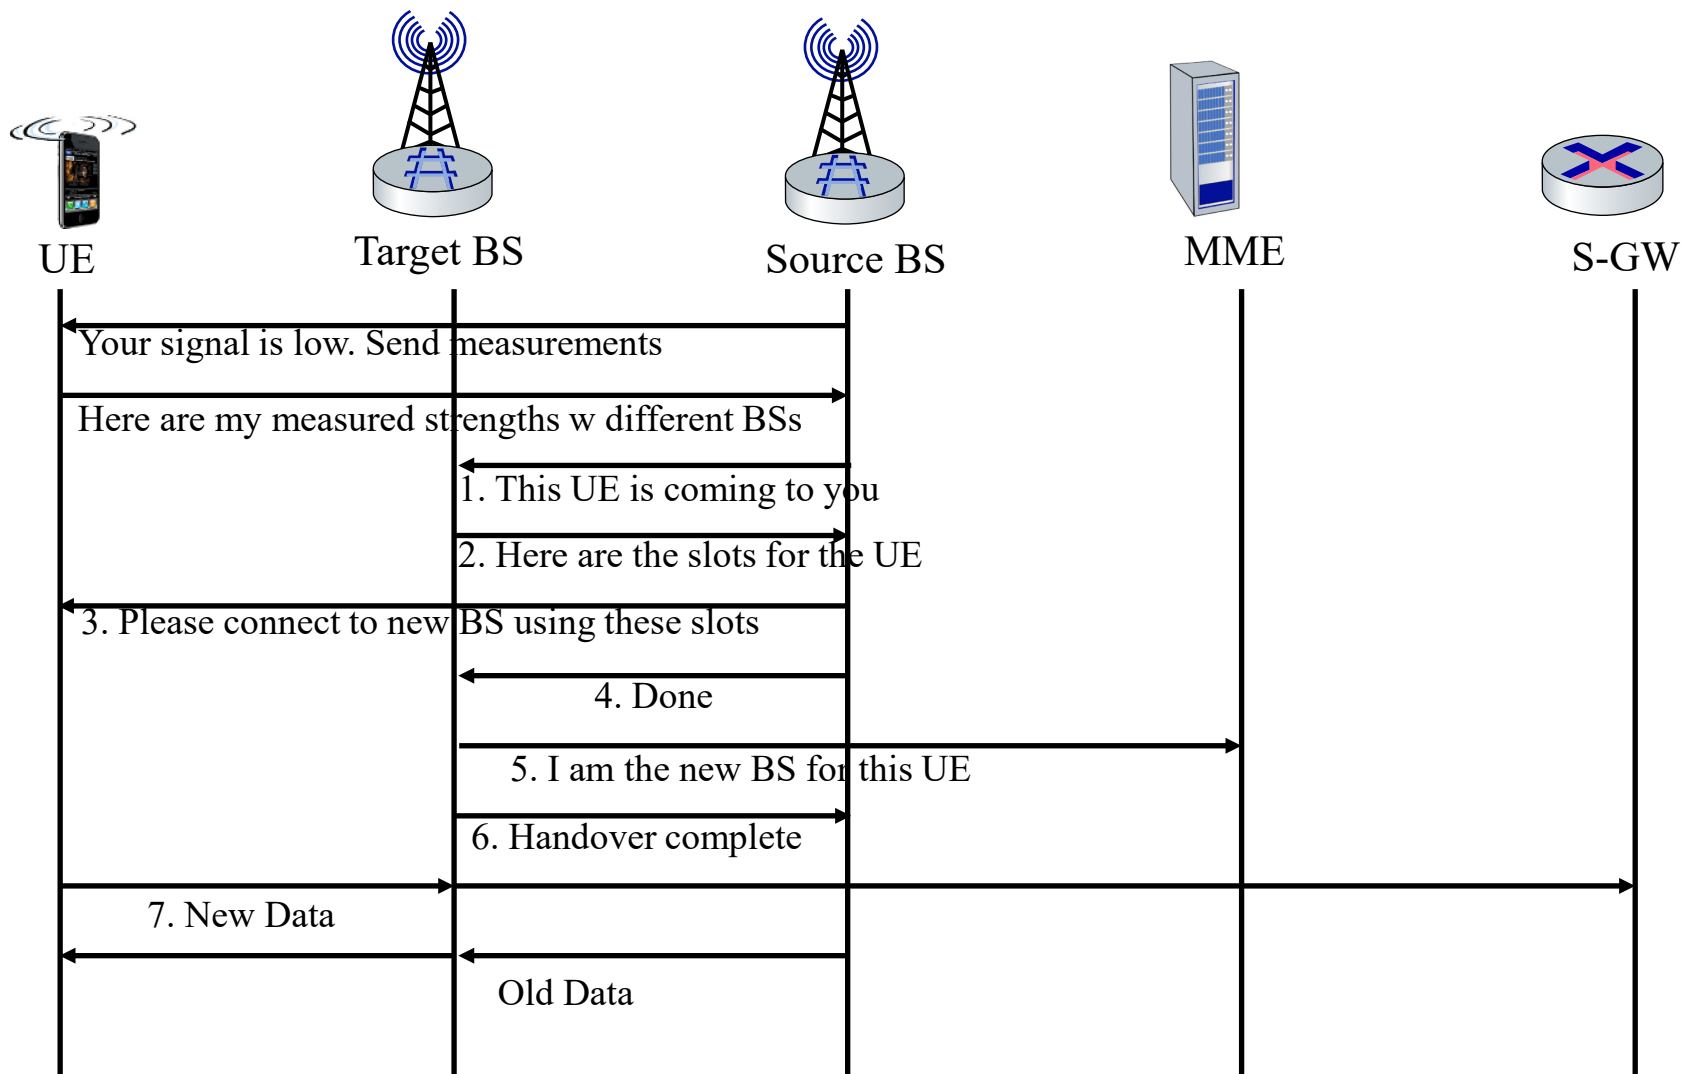 UE
Target BS
Source BS
MME
S-GW
Your signal is low. Send measurements
Here are my measured strengths w different BSs
1. This UE is coming to you
2. Here are the slots for the UE
3. Please connect to new BS using these slots
4. Done
5. I am the new BS for this UE
6. Handover complete
7. New Data
Old Data